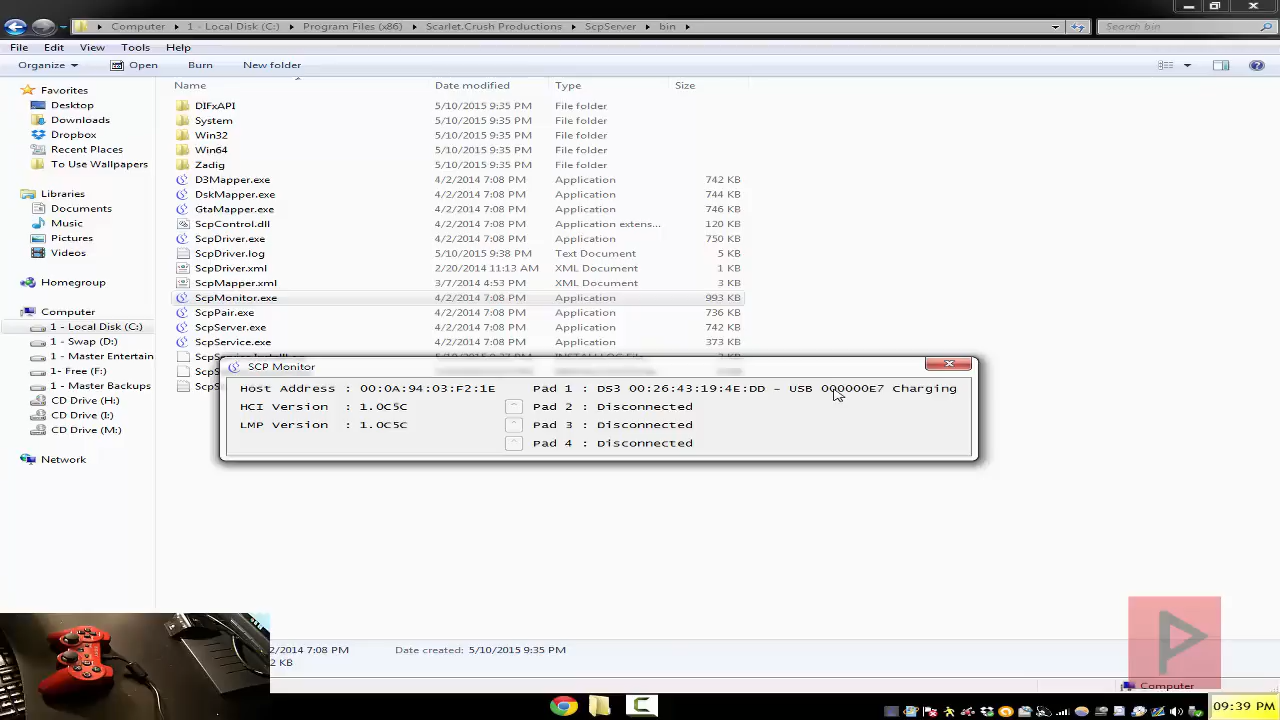 Computer ▸ 1 - Local Disk (C:) ▸ Program Files (x86) ▸ Scarlet.Crush Productions ▸ ScpServer ▸ bin ▸
Search bin
File Edit View Tools Help
Organize Open Burn New folder
Name Date modified Type Size
Favorites
Desktop
Downloads
Dropbox
Recent Places
To Use Wallpapers
Libraries
Documents
Music
Pictures
Videos
Homegroup
Computer
1 - Local Disk (C:)
1 - Swap (D:)
1 - Master Entertain
1- Free (F:)
1 - Master Backups
CD Drive (H:)
CD Drive (I:)
CD Drive (M:)
Network
DIFxAPI 5/10/2015 9:35 PM File folder
System 5/10/2015 9:35 PM File folder
Win32 5/10/2015 9:35 PM File folder
Win64 5/10/2015 9:35 PM File folder
Zadig 5/10/2015 9:35 PM File folder
D3Mapper.exe 4/2/2014 7:08 PM Application 742 KB
DskMapper.exe 4/2/2014 7:08 PM Application 744 KB
GtaMapper.exe 4/2/2014 7:08 PM Application 746 KB
ScpControl.dll 4/2/2014 7:08 PM Application extens... 120 KB
ScpDriver.exe 4/2/2014 7:08 PM Application 750 KB
ScpDriver.log 5/10/2015 9:38 PM Text Document 5 KB
ScpDriver.xml 2/20/2014 11:13 AM XML Document 1 KB
ScpMapper.xml 3/7/2014 4:53 PM XML Document 3 KB
ScpMonitor.exe 4/2/2014 7:08 PM Application 993 KB
ScpPair.exe 4/2/2014 7:08 PM Application 736 KB
ScpServer.exe 4/2/2014 7:08 PM Application 742 KB
ScpService.exe 4/2/2014 7:08 PM Application 373 KB
SCP Monitor
Host Address : 00:0A:94:03:F2:1E Pad 1 : DS3 00:26:43:19:4E:DD - USB 000000E7 Charging
HCI Version : 1.0C5C ^ Pad 2 : Disconnected
LMP Version : 1.0C5C ^ Pad 3 : Disconnected
^ Pad 4 : Disconnected
/2/2014 7:08 PM Date created: 5/10/2015 9:35 PM
2 KB
Computer
09:39 PM